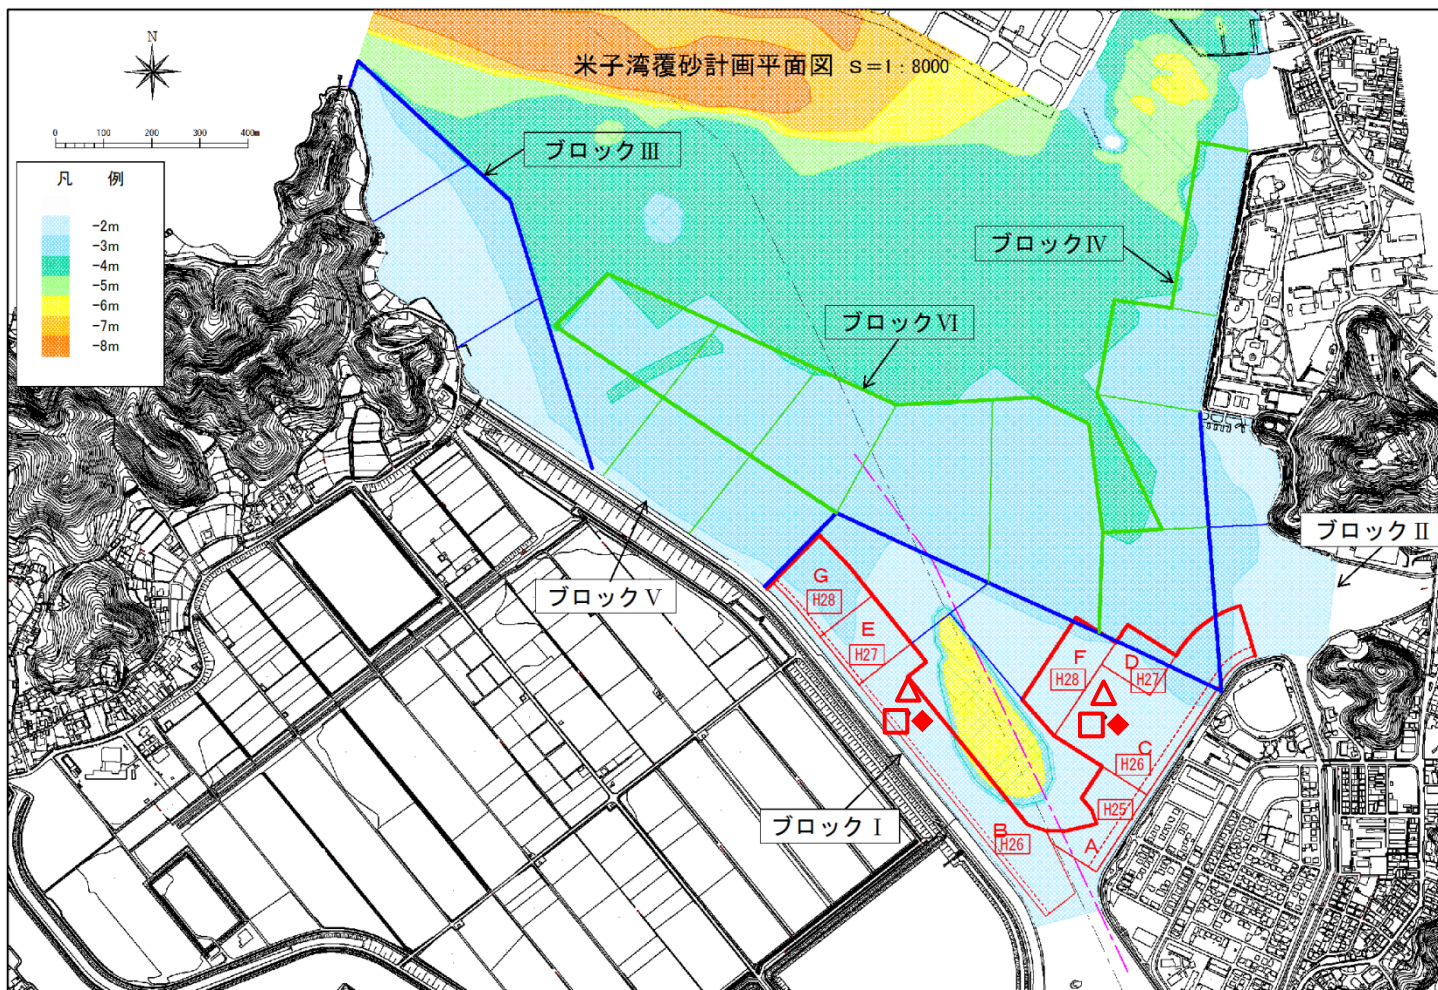 米子湾覆砂計画平面図 S=1:8000
N
0 100 200 300 400m
凡 例
-2m
-3m
-4m
-5m
-6m
-7m
-8m
ブロックⅢ
ブロックⅣ
ブロックⅥ
ブロックⅡ
ブロックⅤ
ブロックⅠ
G
H28
E
H27
F
H28
D
H27
C
H26
H25
A
B
H26